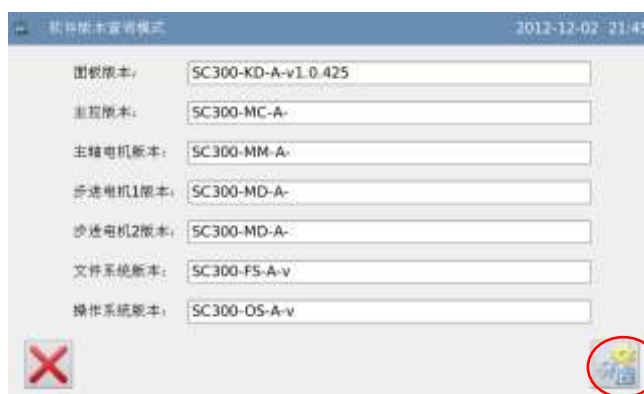 软件版本查询模式 2012-12-02 21:45
面板版本: SC300-KD-A-v1.0.425
主控版本: SC300-MC-A-
主轴电机版本: SC300-MM-A-
步进电机1版本: SC300-MD-A-
步进电机2版本: SC300-MD-A-
文件系统版本: SC300-FS-A-v
操作系统版本: SC300-OS-A-v